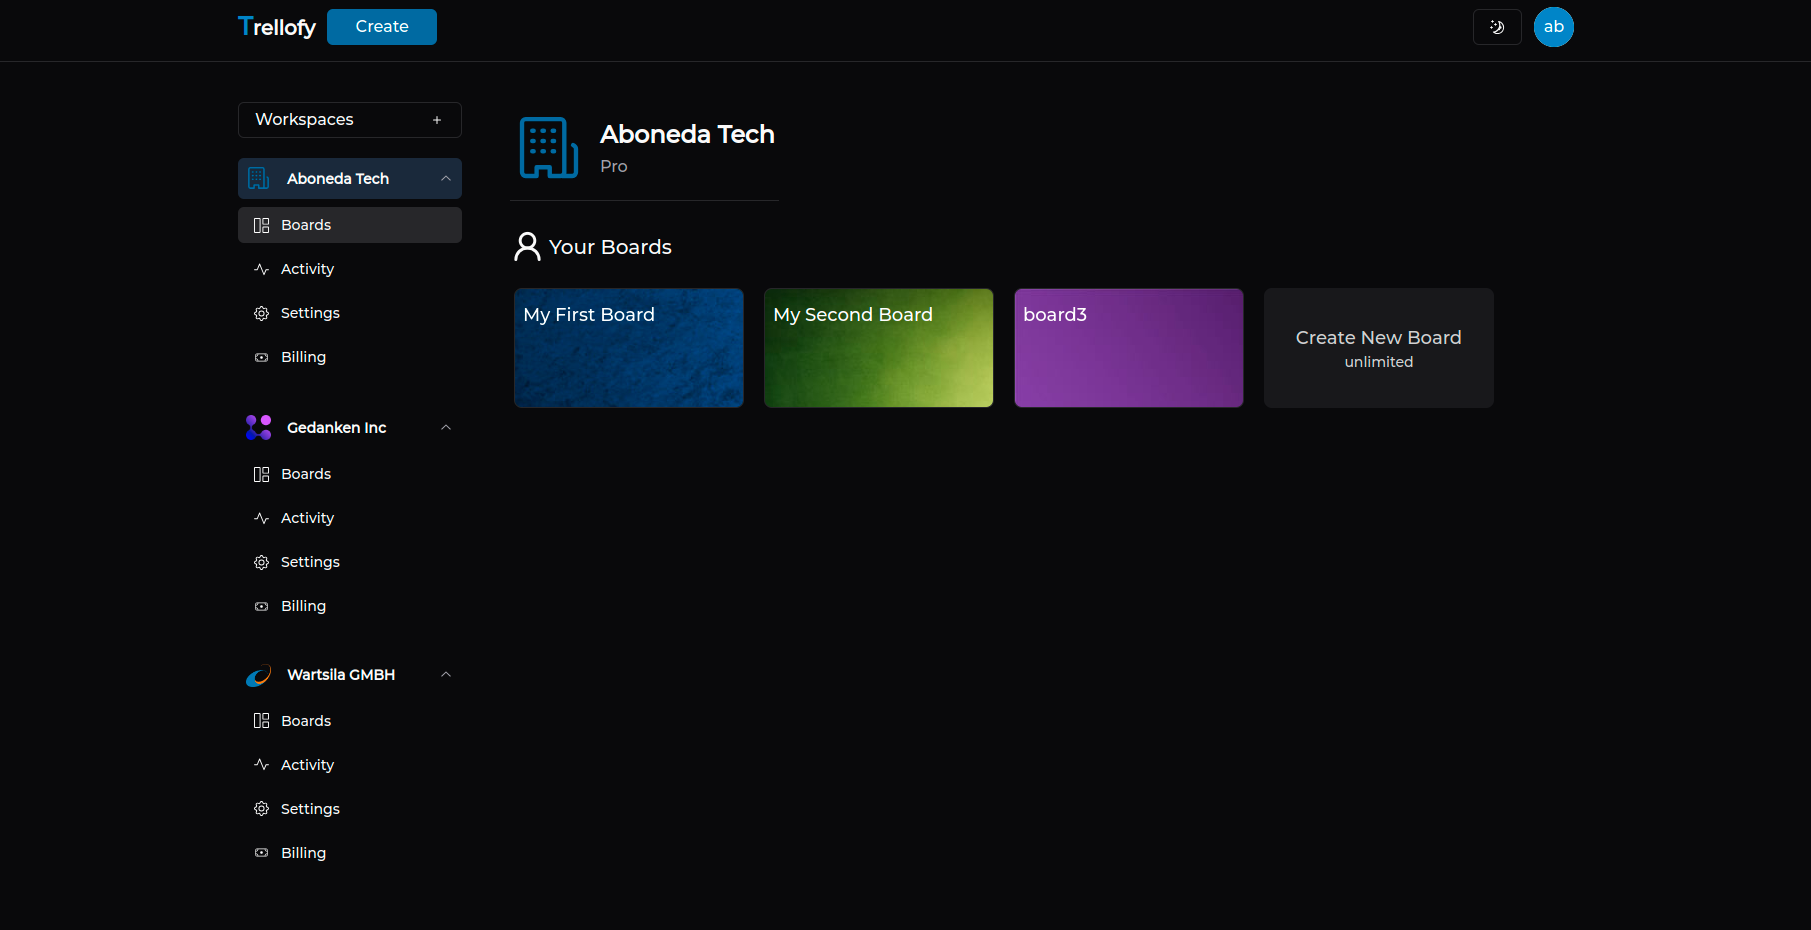 Trellofy
Create
ab
Workspaces
+
Aboneda Tech
Boards
Activity
Settings
Billing
Gedanken Inc
Boards
Activity
Settings
Billing
Wartsila GMBH
Boards
Activity
Settings
Billing
Aboneda Tech
Pro
Your Boards
My First Board
My Second Board
board3
Create New Board
unlimited